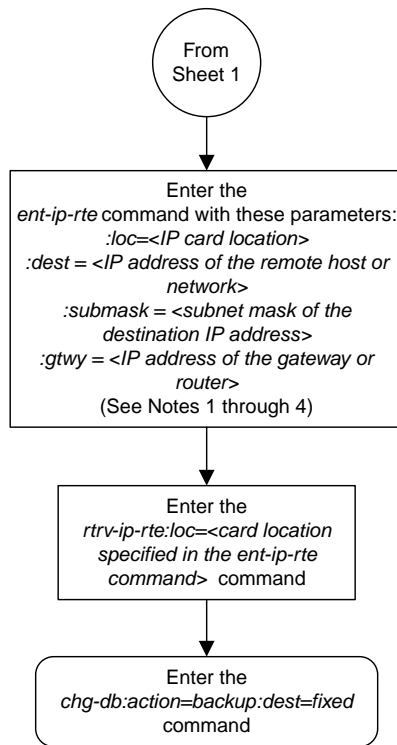 From
Sheet 1
Enter the
ent-ip-rte command with these parameters:
:loc=<IP card location>
:dest = <IP address of the remote host or
network>
:submask = <subnet mask of the
destination IP address>
:gtwy = <IP address of the gateway or
router>
(See Notes 1 through 4)
Enter the
rtrv-ip-rte:loc=<card location
specified in the ent-ip-rte
command> command
Enter the
chg-db:action=backup:dest=fixed
command